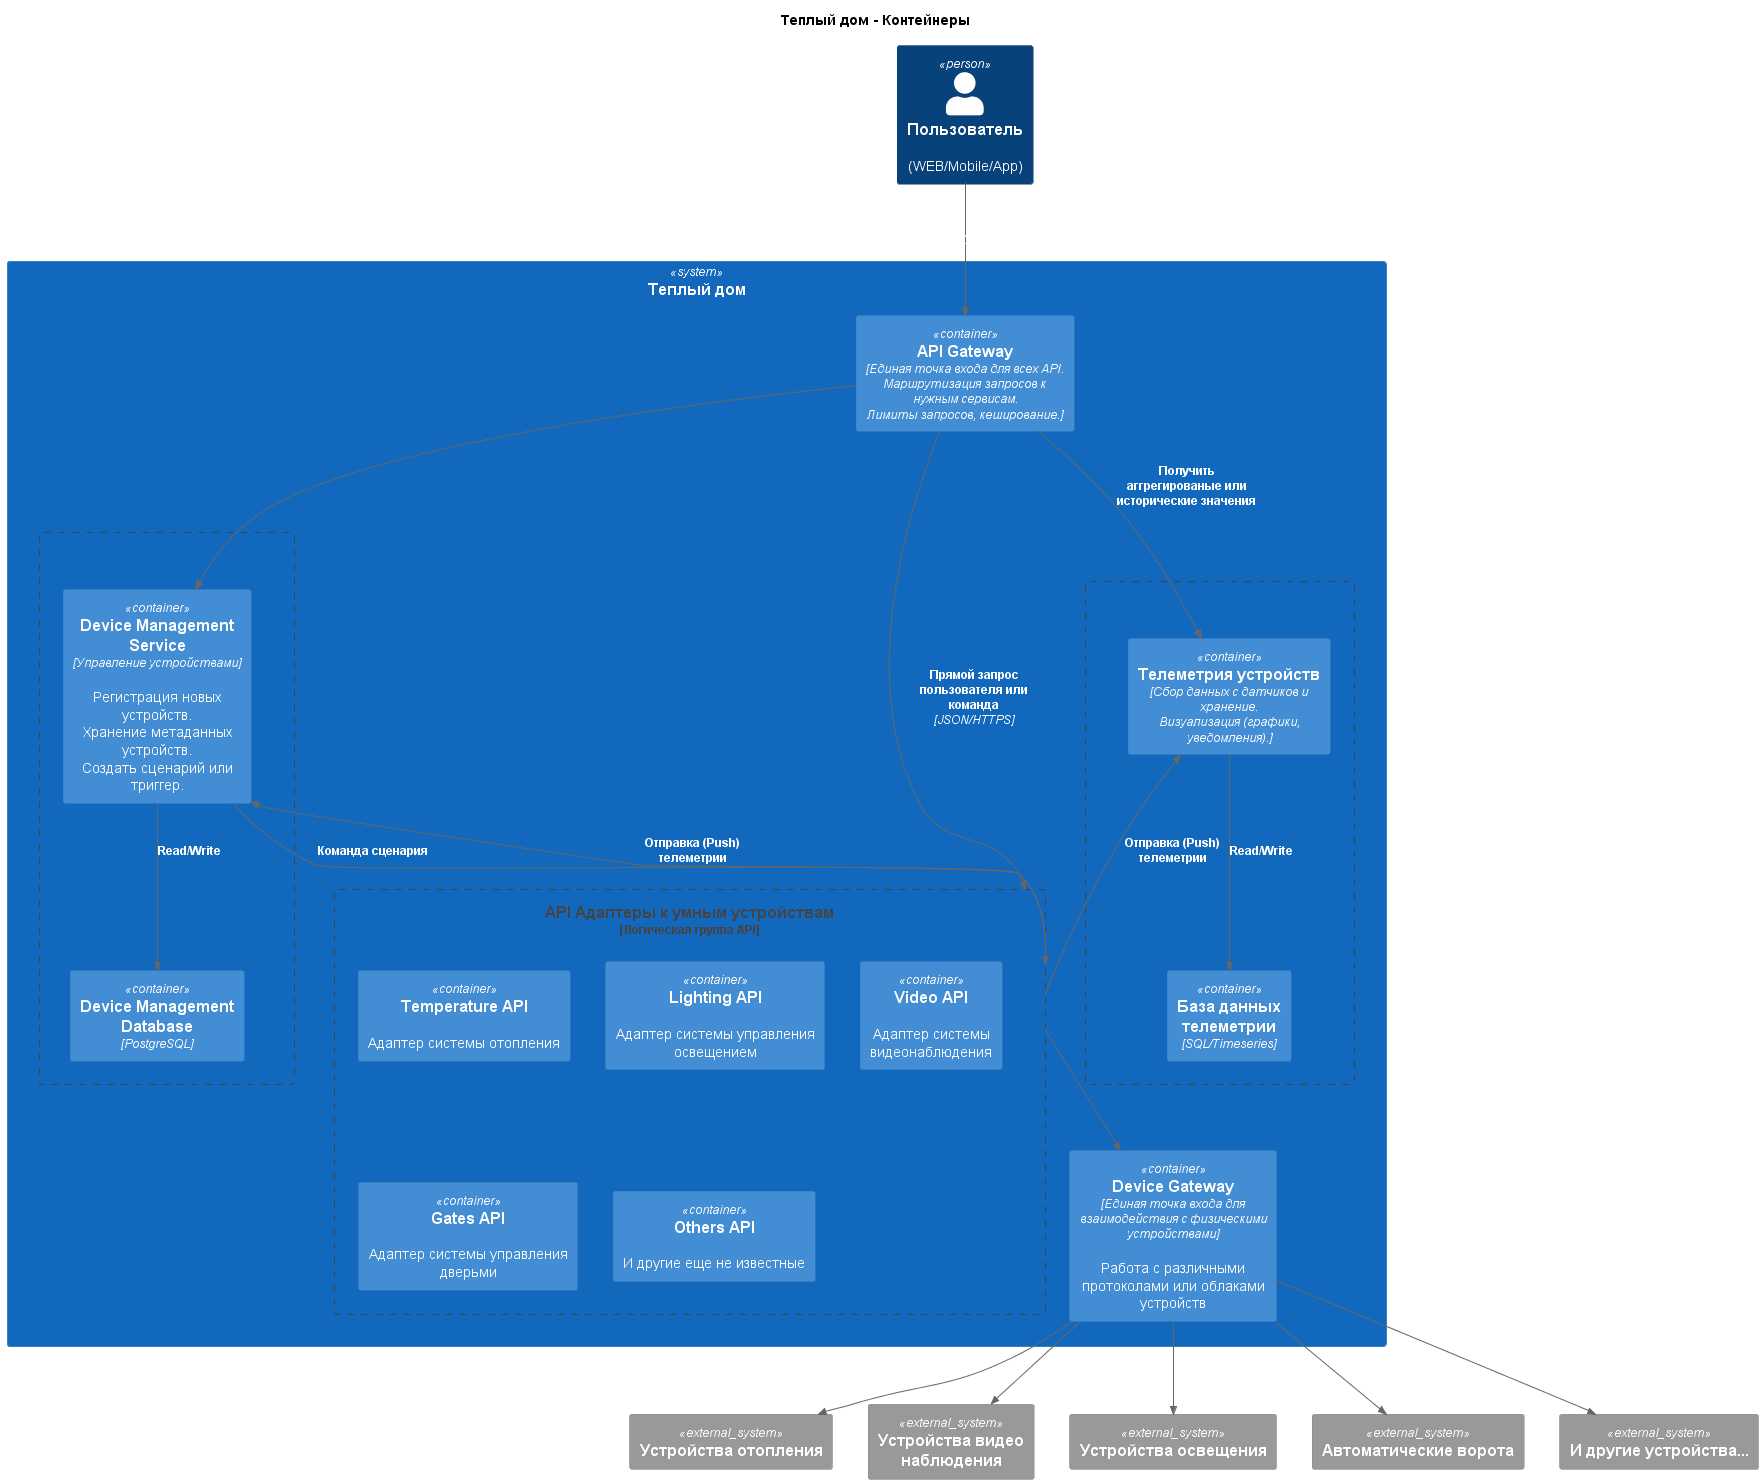 Теплый дом - Контейнеры
«person»
Пользователь
(WEB/Mobile/App)
«system»
Теплый дом
«container»
API Gateway
[Единая точка входа для всех API.
Маршрутизация запросов к
нужным сервисам.
Лимиты запросов, кеширование.]
Получить
аггрегированые или
исторические значения
«container»
Device Management
Service
[Управление устройствами]
Регистрация новых
устройств.
Хранение метаданных
устройств.
Создать сценарий или
триггер.
Прямой запрос
пользователя или
команда
[JSON/HTTPS]
«container»
Телеметрия устройств
[Сбор данных с датчиков и
хранение.
Визуализация (графики,
уведомления).]
Read/Write
Команда сценария
Отправка (Push)
телеметрии
Отправка (Push)
телеметрии
Read/Write
API Адаптеры к умным устройствам
[Логическая группа API]
«container»
Device Management
Database
[PostgreSQL]
«container»
Temperature API
Адаптер системы отопления
«container»
Lighting API
Адаптер системы управления
освещением
«container»
Video API
Адаптер системы
видеонаблюдения
«container»
База данных
телеметрии
[SQL/Timeseries]
«container»
Gates API
Адаптер системы управления
дверьми
«container»
Others API
И другие еще не известные
«container»
Device Gateway
[Единая точка входа для
взаимодействия с физическими
устройствами]
Работа с различными
протоколами или облаками
устройств
«external_system»
Устройства отопления
«external_system»
Устройства видео
наблюдения
«external_system»
Устройства освещения
«external_system»
Автоматические ворота
«external_system»
И другие устройства...